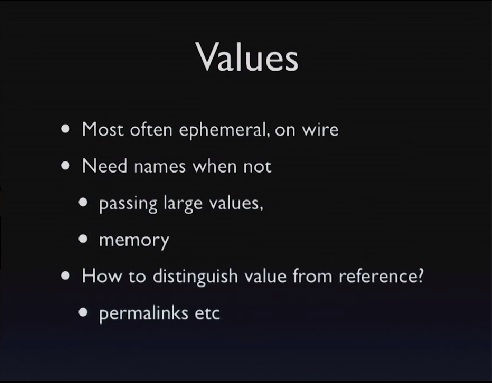 Values
• Most often ephemeral, on wire
• Need names when not
• passing large values,
• memory
• How to distinguish value from reference?
• permalinks etc